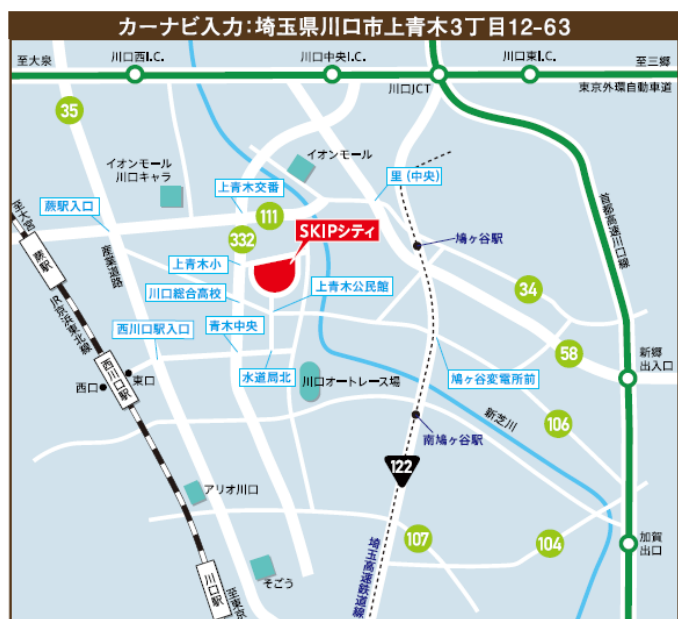 カーナビ入力：埼玉県川口市上青木3丁目12-63
至大泉
川口西I.C.
川口中央I.C.
川口東I.C.
至三郷
川口JCT
東京外環自動車道
35
イオンモール
川口キャラ
イオンモール
上青木交番
里（中央）
首都高速川口線
至大宮
蕨駅入口
111
332
SKIPシティ
鳩ヶ谷駅
蕨駅
産業道路
上青木小
上青木公民館
34
川口総合高校
JR京浜東北線
西川口駅入口
青木中央
58
新郷
出入口
水道局北
川口オートレース場
鳩ヶ谷変電所前
西口
東口
西川口駅
新芝川
106
南鳩ヶ谷駅
122
アリオ川口
107
104
加賀
出口
埼玉高速鉄道線
そごう
川口駅
至東京